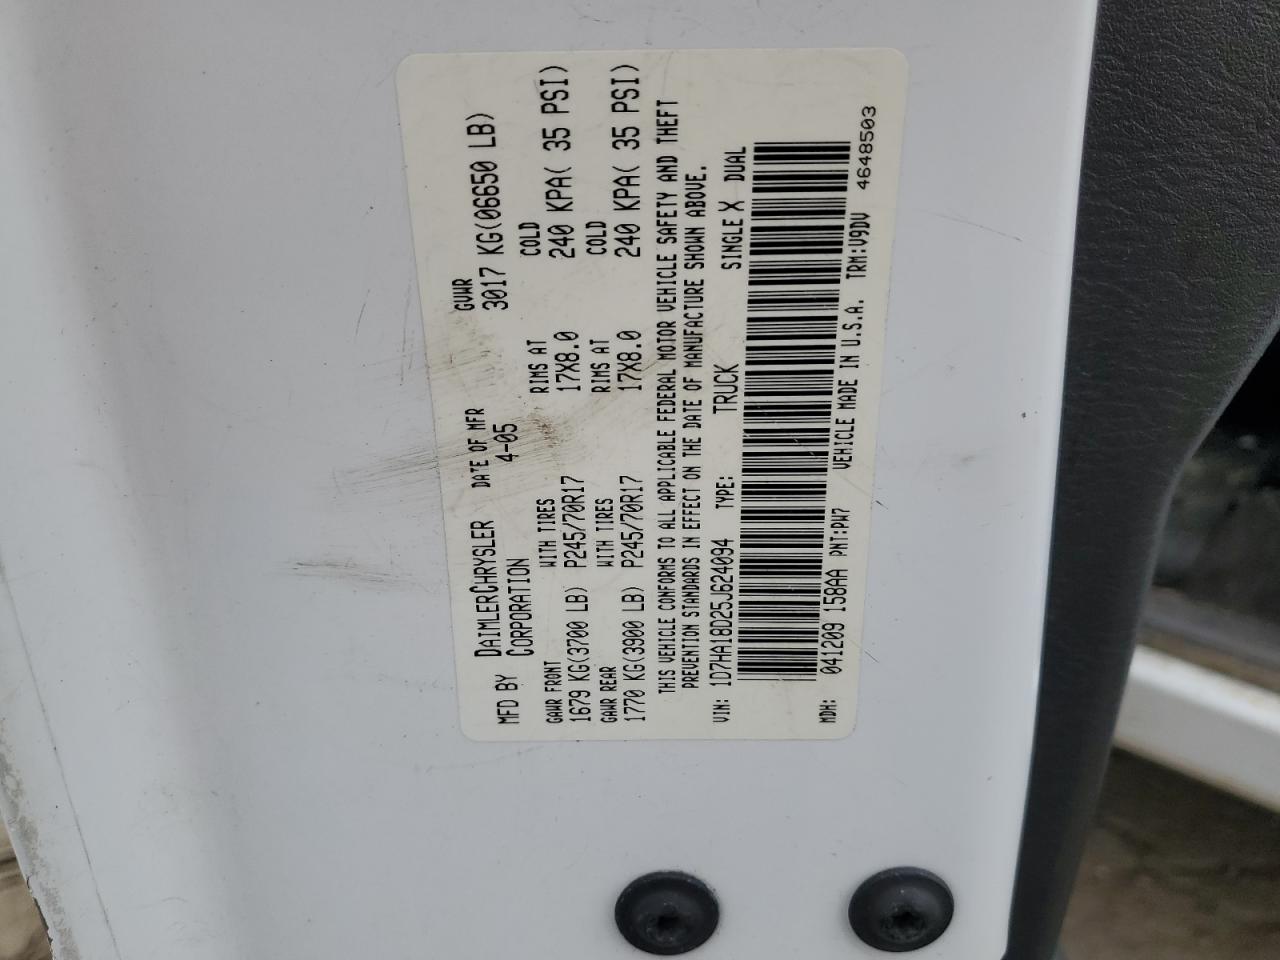 MFD BY DAIMLERCHRYSLER CORPORATION DATE OF MFR 4-05 GVWR 3017 KG(06650 LB)
GAWR FRONT WITH TIRES RIMS AT COLD
1679 KG(3700 LB) P245/70R17 17X8.0 240 KPA( 35 PSI)
GAWR REAR WITH TIRES RIMS AT COLD
1770 KG(3900 LB) P245/70R17 17X8.0 240 KPA( 35 PSI)
THIS VEHICLE CONFORMS TO ALL APPLICABLE FEDERAL MOTOR VEHICLE SAFETY AND THEFT
PREVENTION STANDARDS IN EFFECT ON THE DATE OF MANUFACTURE SHOWN ABOVE.
VIN: 1D7HA18D25J624094 TYPE: TRUCK SINGLE X DUAL
MDH: 041209 158AA PNT:PW7 VEHICLE MADE IN U.S.A. TRM:V9DV 4648503